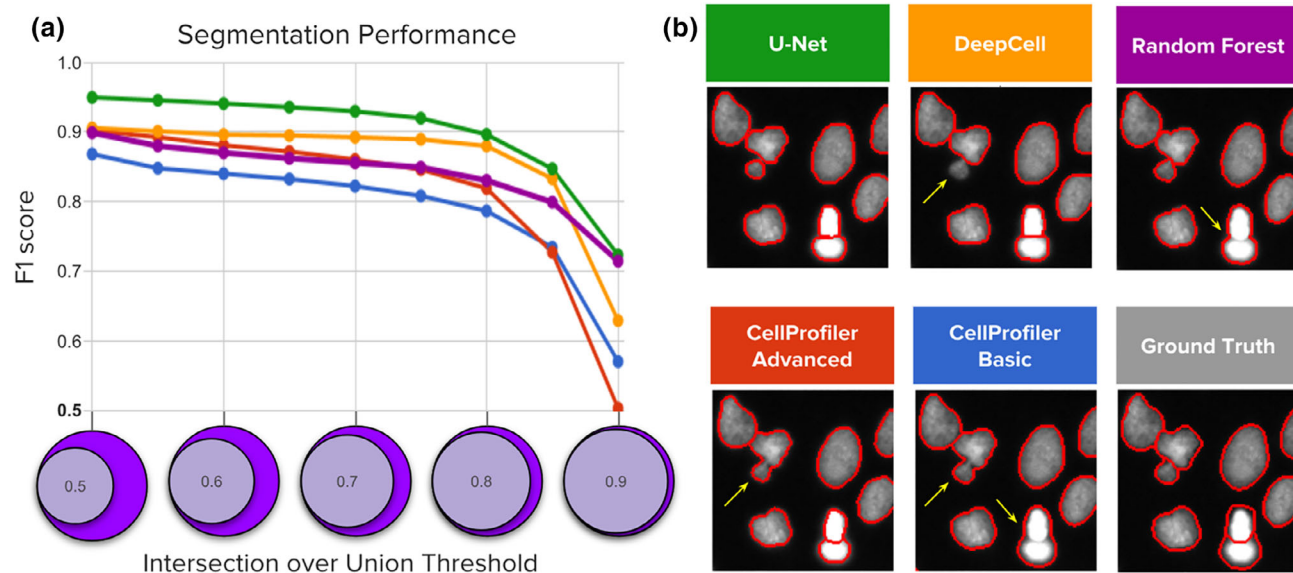 (a)
Segmentation Performance
F1 score
1.0
0.9
0.8
0.7
0.6
0.5
0.5
0.6
0.7
0.8
0.9
Intersection over Union Threshold
(b)
U-Net
DeepCell
Random Forest
CellProfiler
Advanced
CellProfiler
Basic
Ground Truth